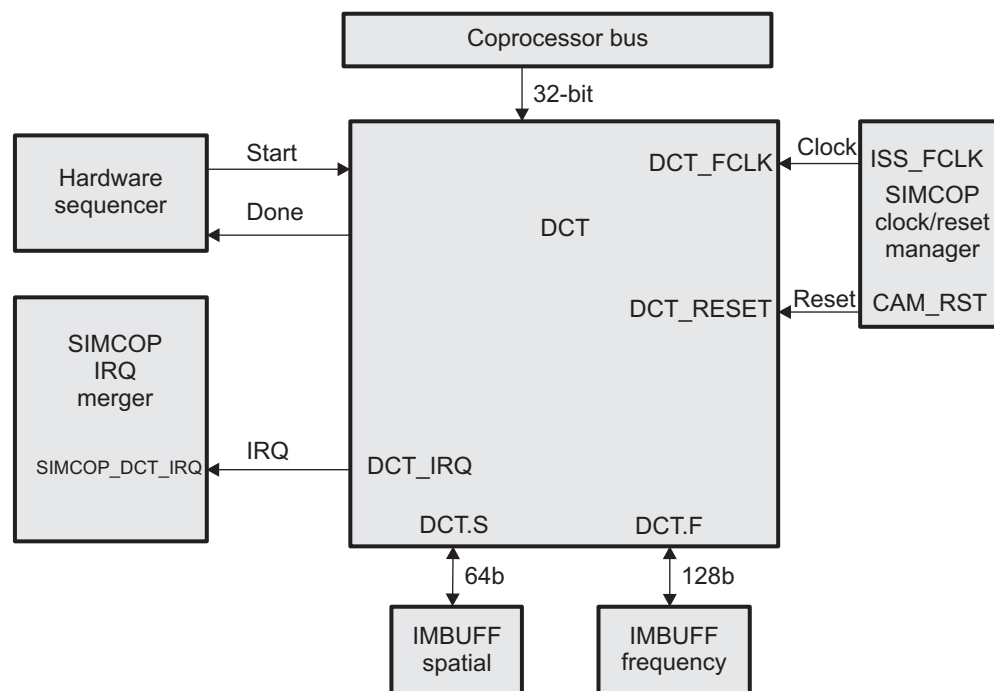 Coprocessor bus
32-bit
Hardware
sequencer
Start
Done
DCT_FCLK
Clock
ISS_FCLK
SIMCOP
clock/reset
manager
DCT
DCT_RESET
Reset
CAM_RST
SIMCOP
IRQ
merger
SIMCOP_DCT_IRQ
IRQ
DCT_IRQ
DCT.S
DCT.F
64b
128b
IMBUFF
spatial
IMBUFF
frequency